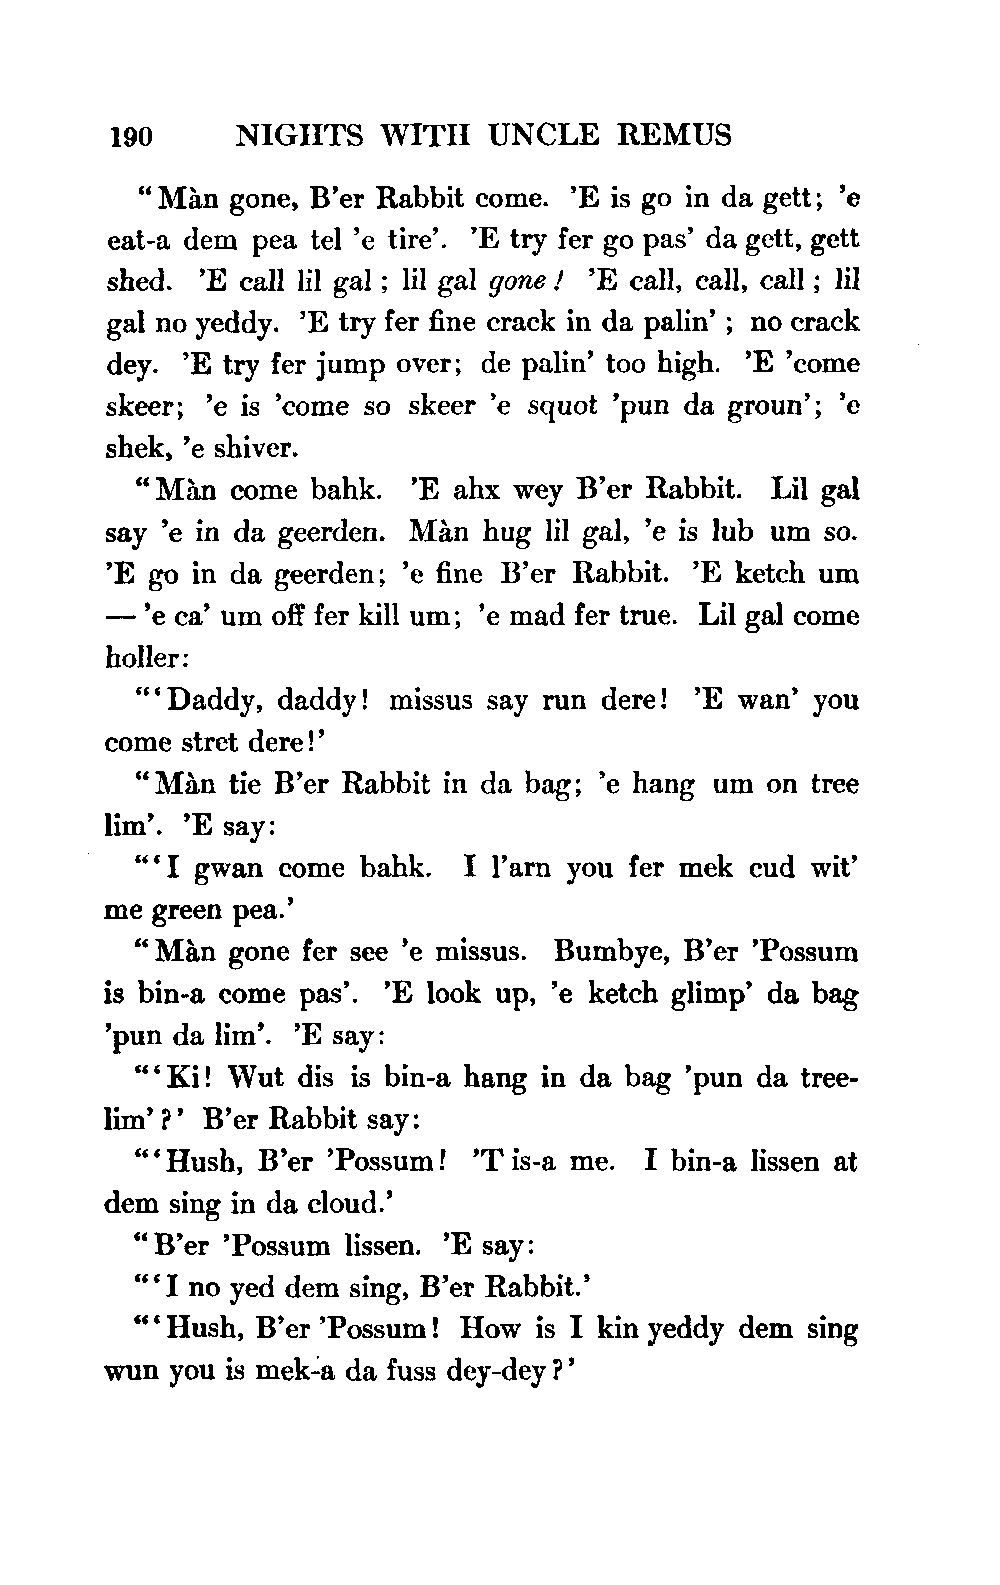 190 NIGHTS WITH UNCLE REMUS
“Màn gone, B’er Rabbit come. ’E is go in da gett; ’e
eat-a dem pea tel ’e tire’. ’E try fer go pas’ da gett, gett
shed. ’E call lil gal; lil gal gone! ’E call, call, call; lil
gal no yeddy. ’E try fer fine crack in da palin’; no crack
dey. ’E try fer jump over; de palin’ too high. ’E ’come
skeer; ’e is ’come so skeer ’e squot ’pun da groun’; ’e
shek, ’e shiver.
“Màn come bahk. ’E ahx wey B’er Rabbit. Lil gal
say ’e in da geerden. Màn hug lil gal, ’e is lub um so.
’E go in da geerden; ’e fine B’er Rabbit. ’E ketch um
— ’e ca’ um off fer kill um; ’e mad fer true. Lil gal come
holler:
“‘Daddy, daddy! missus say run dere! ’E wan’ you
come stret dere!’
“Màn tie B’er Rabbit in da bag; ’e hang um on tree
lim’. ’E say:
“‘I gwan come bahk. I l’arn you fer mek cud wit’
me green pea.’
“Màn gone fer see ’e missus. Bumbye, B’er ’Possum
is bin-a come pas’. ’E look up, ’e ketch glimp’ da bag
’pun da lim’. ’E say:
“‘Ki! Wut dis is bin-a hang in da bag ’pun da tree-
lim’?’ B’er Rabbit say:
“‘Hush, B’er ’Possum! ’T is-a me. I bin-a lissen at
dem sing in da cloud.’
“B’er ’Possum lissen. ’E say:
“‘I no yed dem sing, B’er Rabbit.’
“‘Hush, B’er ’Possum! How is I kin yeddy dem sing
wun you is mek-a da fuss dey-dey?’